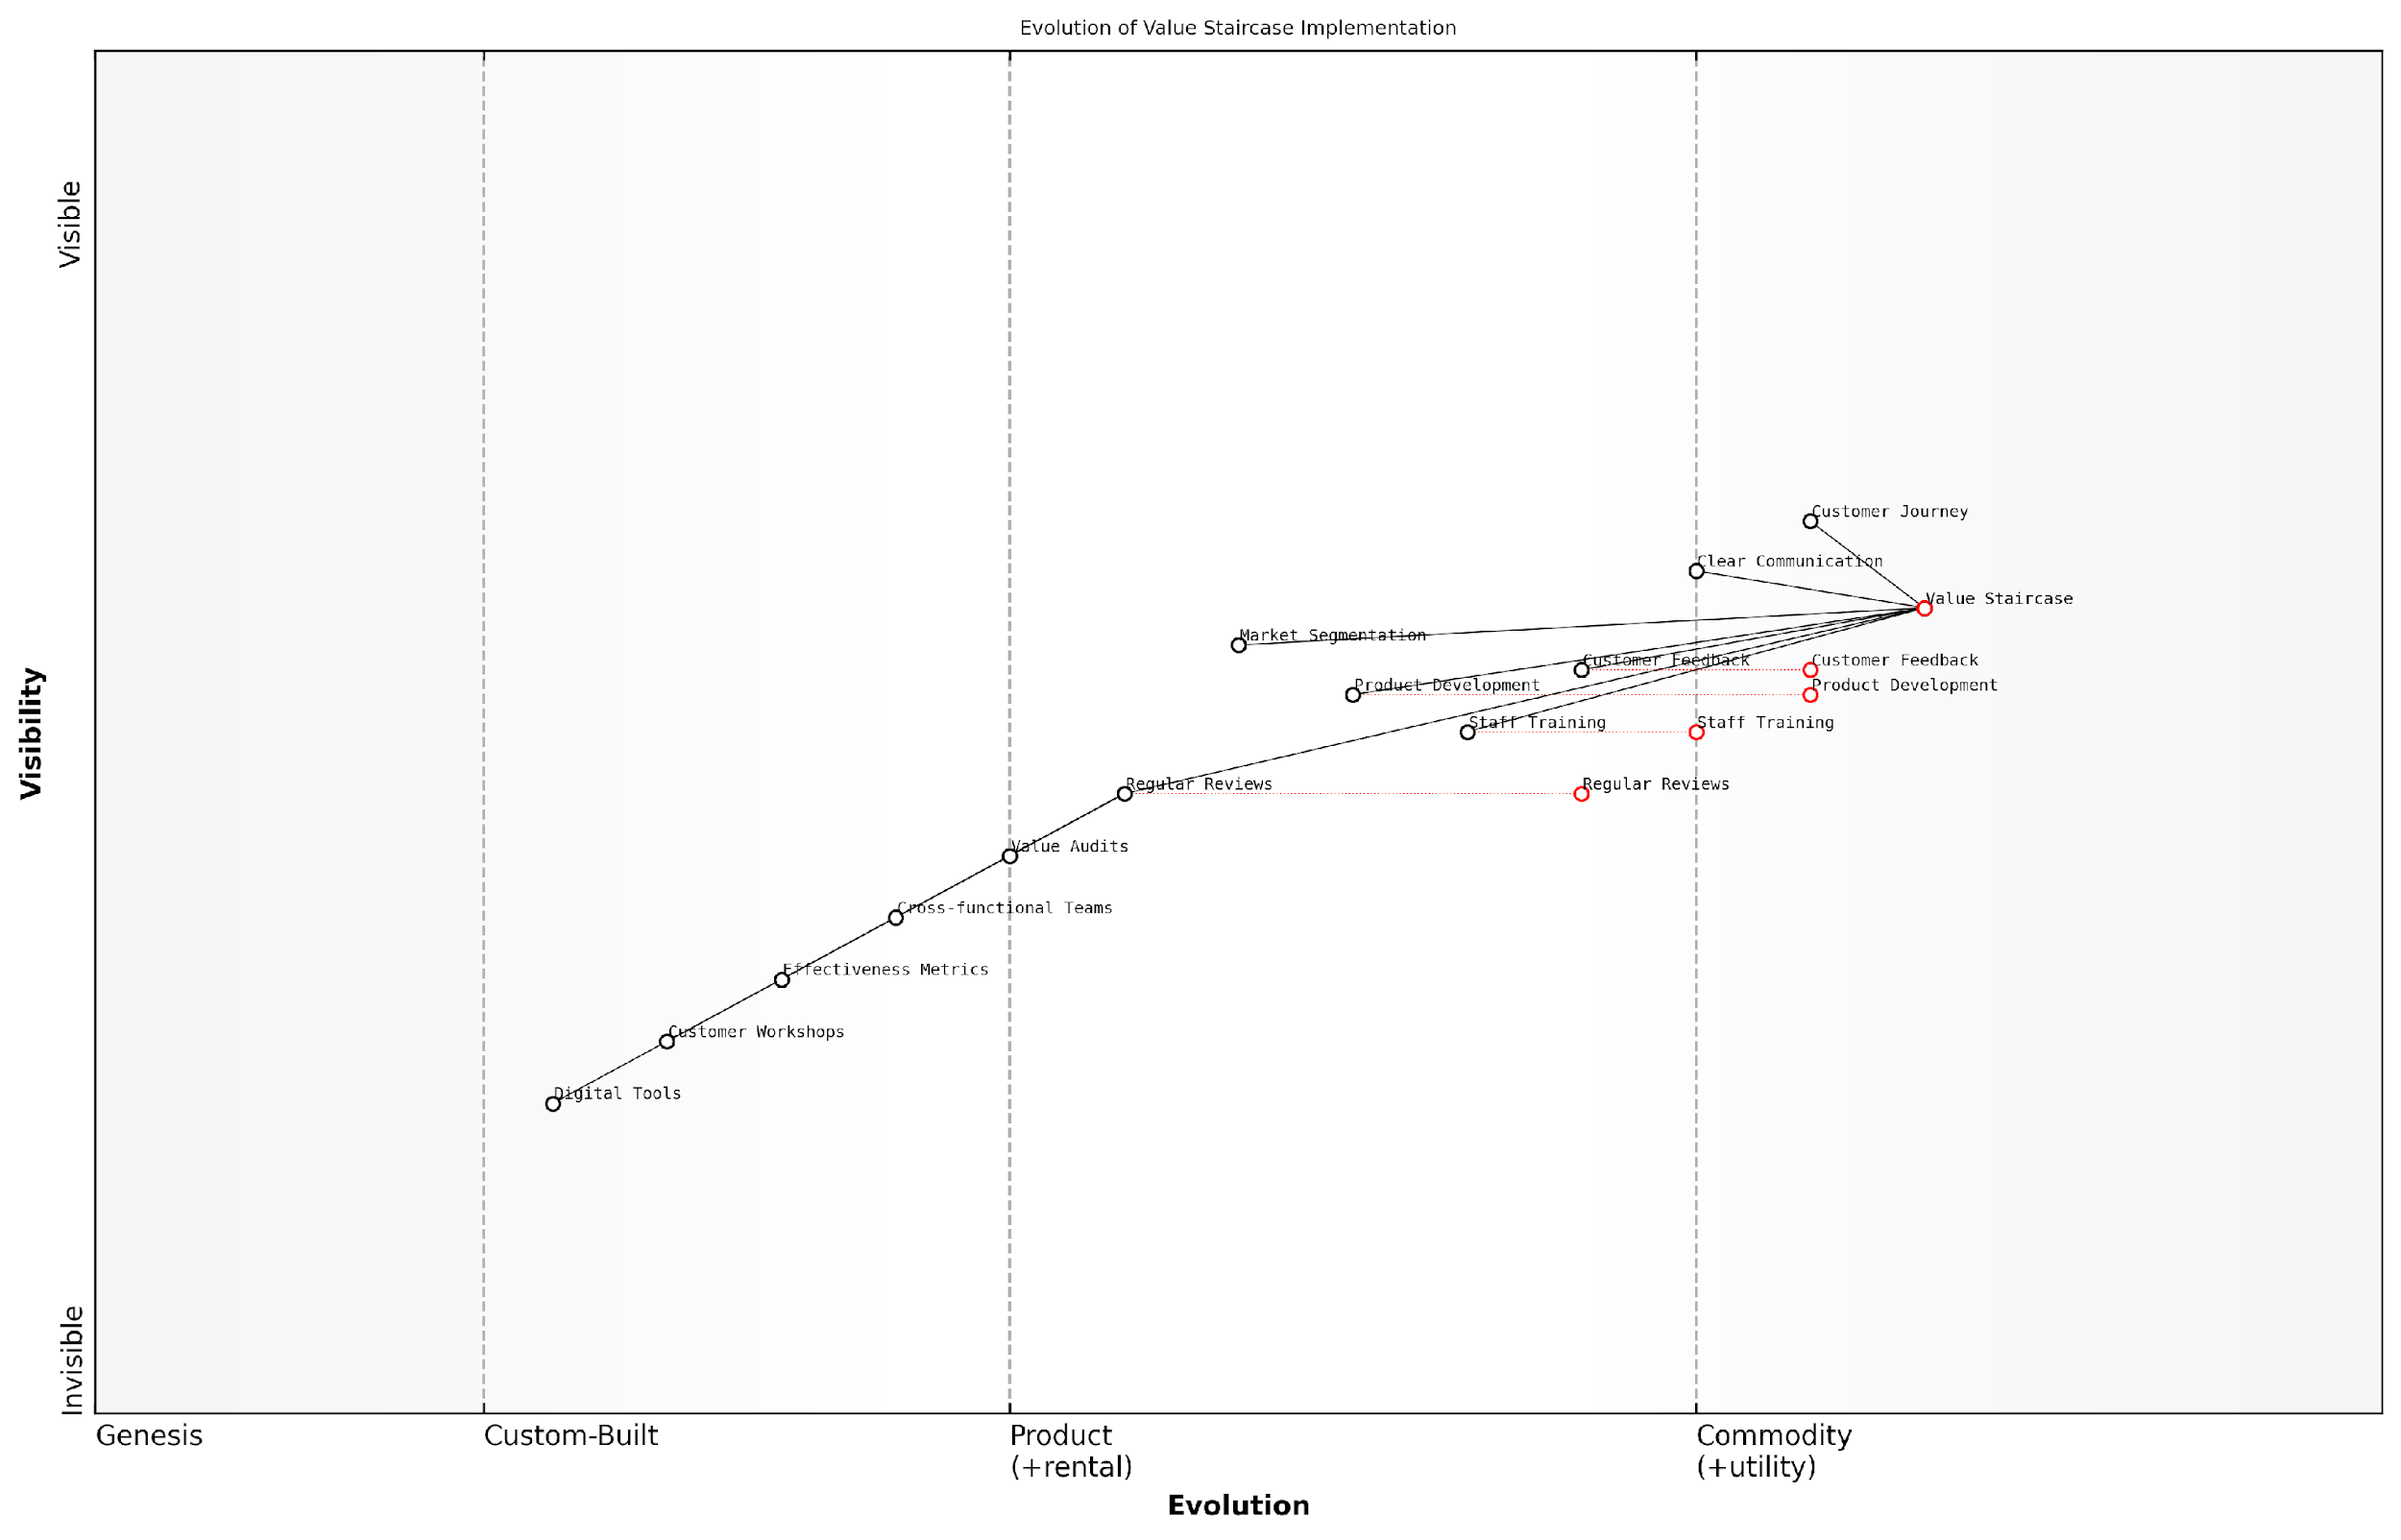 Evolution of Value Staircase Implementation
Visible
Customer Journey
Clear Communication
Value Staircase
Market Segmentation
Customer Feedback
Customer Feedback
Product Development
Product Development
Staff Training
Staff Training
Visibility
Regular Reviews
Regular Reviews
Value Audits
Cross-functional Teams
Effectiveness Metrics
Customer Workshops
Digital Tools
Invisible
Genesis
Custom-Built
Product
(+rental)
Commodity
(+utility)
Evolution